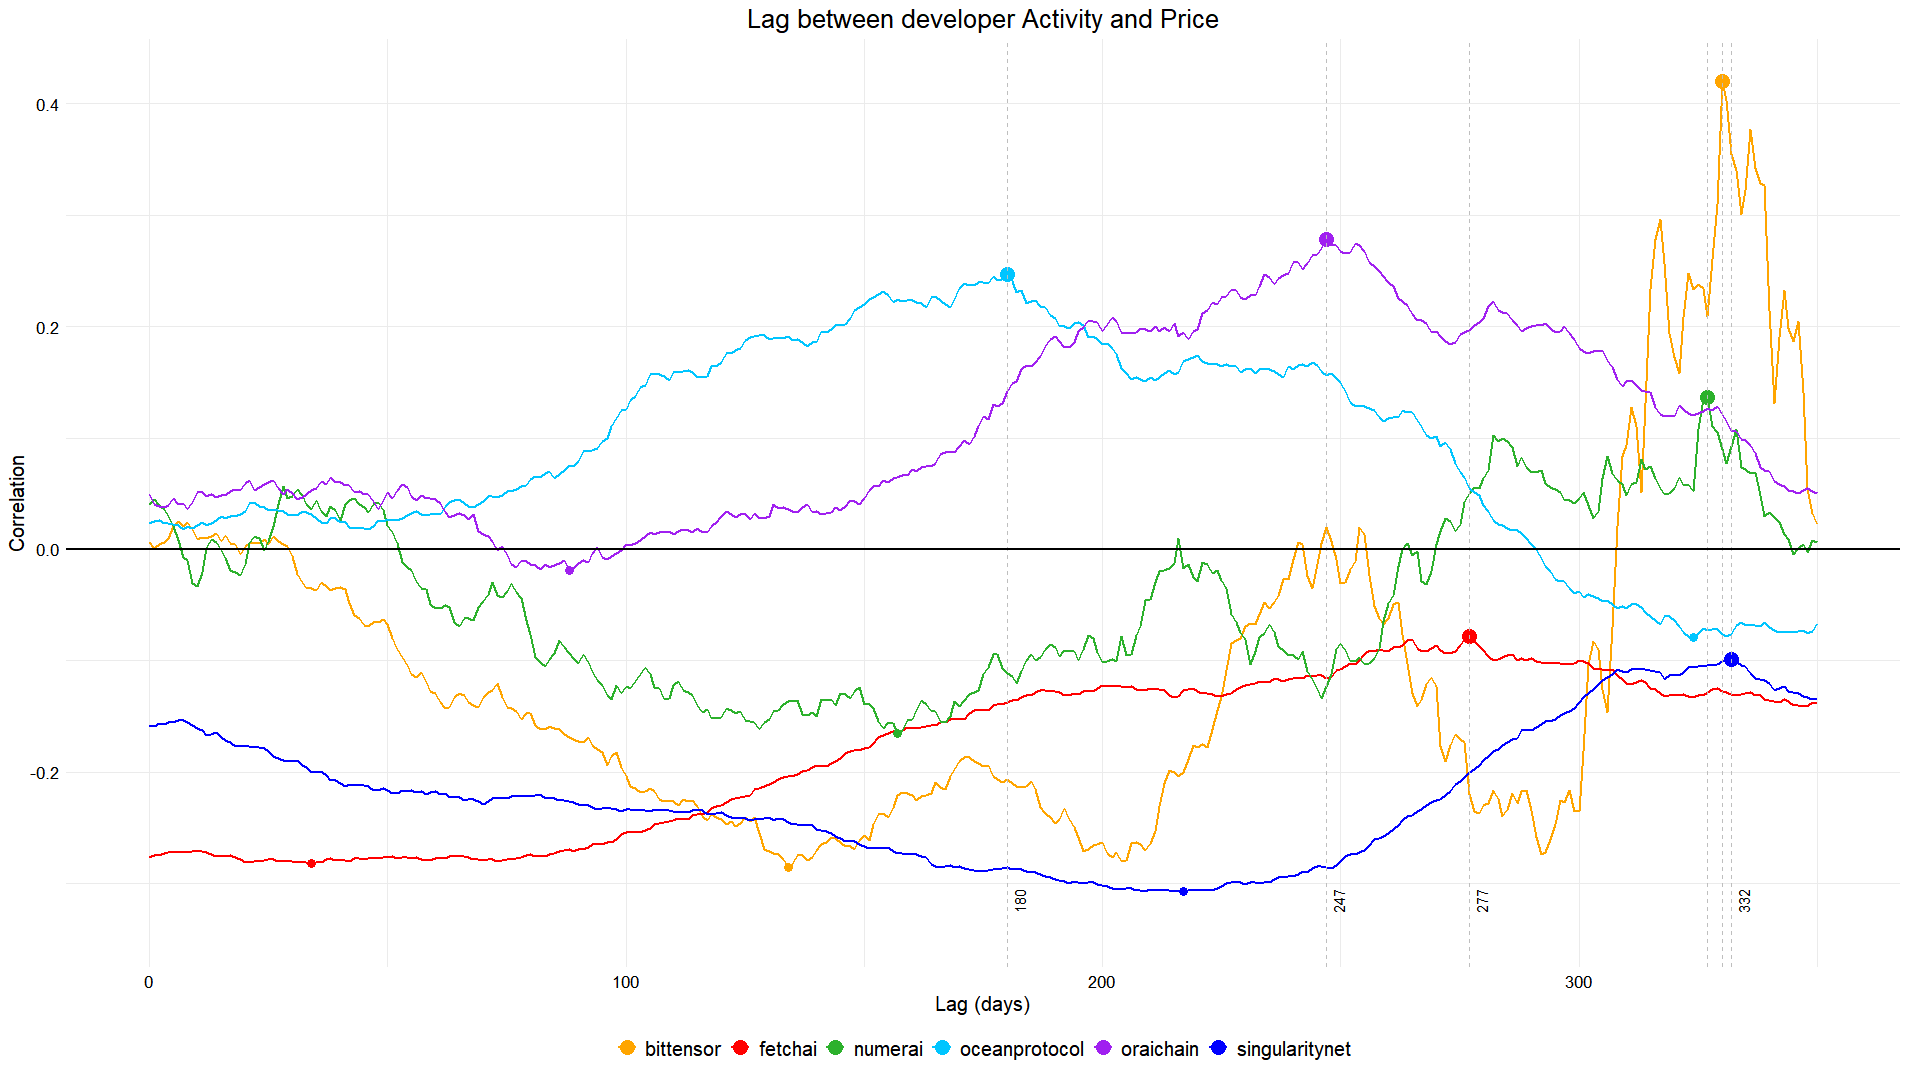 Lag between developer Activity and Price
Correlation
0.4
0.2
0.0
-0.2
180
247
277
332
0 100 200 300
Lag (days)
bittensor fetchai numerai oceanprotocol oraichain singularitynet